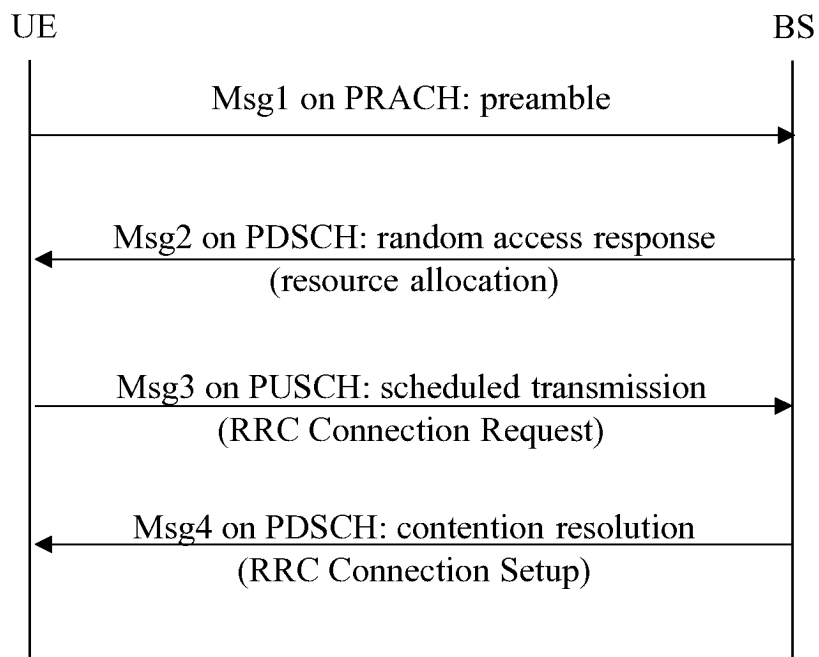 UE
BS
Msg1 on PRACH: preamble
Msg2 on PDSCH: random access response
(resource allocation)
Msg3 on PUSCH: scheduled transmission
(RRC Connection Request)
Msg4 on PDSCH: contention resolution
(RRC Connection Setup)